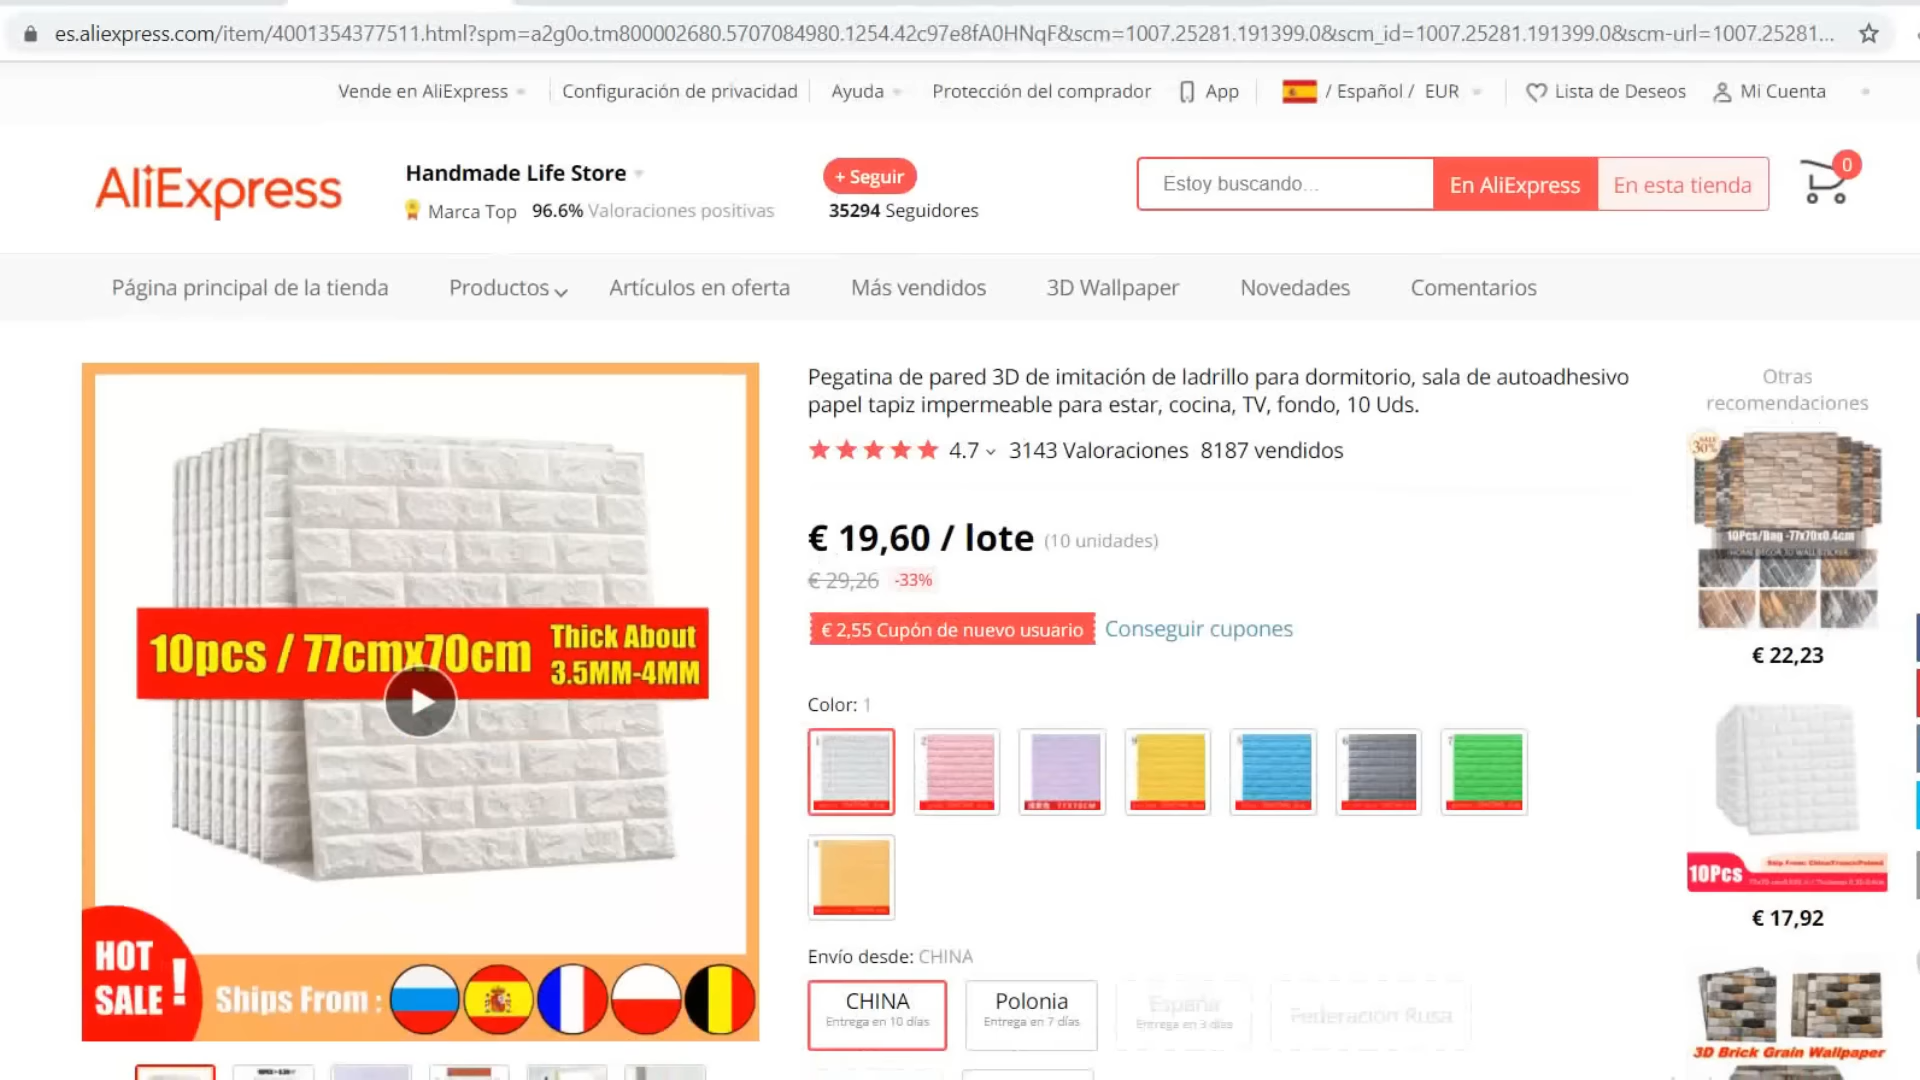 es.aliexpress.com/item/4001354377511.html?spm=a2g0o.tm800002680.5707084980.1254.42c97e8fA0HNqF&scm=1007.25281.191399.0&scm_id=1007.25281.191399.0&scm-url=1007.25281...
Vende en AliExpress
Configuración de privacidad
Ayuda
Protección del comprador
App
/ Español / EUR
Lista de Deseos
Mi Cuenta
AliExpress
Handmade Life Store
Marca Top 96.6% Valoraciones positivas
+ Seguir
35294 Seguidores
Estoy buscando...
En AliExpress
En esta tienda
0
Página principal de la tienda
Productos
Artículos en oferta
Más vendidos
3D Wallpaper
Novedades
Comentarios
10pcs / 77cmx70cm
Thick About
3.5MM-4MM
HOT
SALE !
Ships From :
Pegatina de pared 3D de imitación de ladrillo para dormitorio, sala de autoadhesivo
papel tapiz impermeable para estar, cocina, TV, fondo, 10 Uds.
4.7 3143 Valoraciones 8187 vendidos
€ 19,60 / lote (10 unidades)
€ 29,26 -33%
€ 2,55 Cupón de nuevo usuario
Conseguir cupones
Color: 1
Envío desde: CHINA
CHINA
Entrega en 10 días
Polonia
Entrega en 7 días
España
Entrega en 3 días
Federacion Rusa
Otras
recomendaciones
SALE
30%
10Pcs/Bag -77x70x0.4cm
€ 22,23
10Pcs
€ 17,92
3D Brick Grain Wallpaper